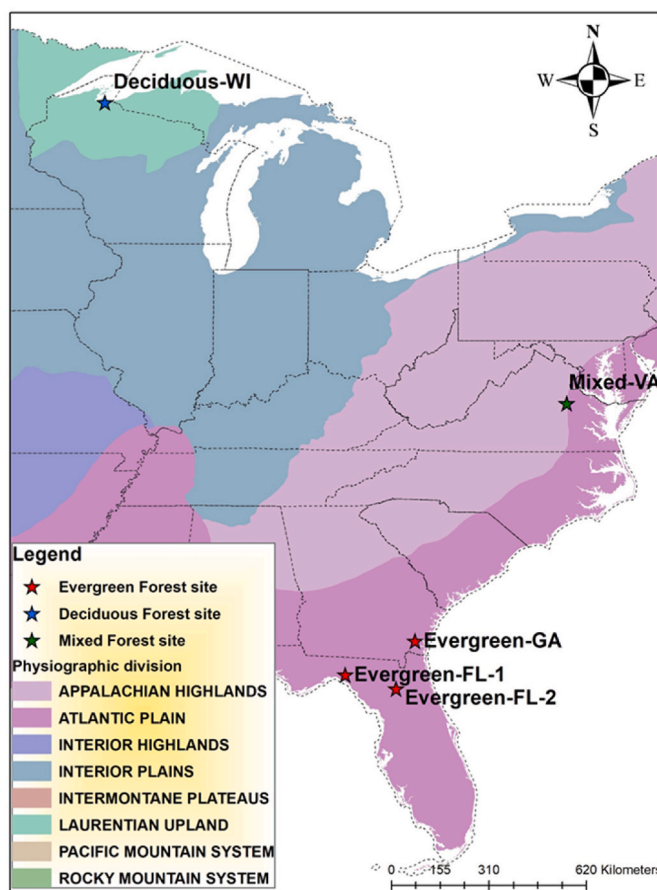 N
W E
S
Deciduous-WI
Mixed-VA
Evergreen-GA
Evergreen-FL-1
Evergreen-FL-2
Legend
Evergreen Forest site
Deciduous Forest site
Mixed Forest site
Physiographic division
APPALACHIAN HIGHLANDS
ATLANTIC PLAIN
INTERIOR HIGHLANDS
INTERIOR PLAINS
INTERMONTANE PLATEAUS
LAURENTIAN UPLAND
PACIFIC MOUNTAIN SYSTEM
ROCKY MOUNTAIN SYSTEM
0 155 310 620 Kilometers